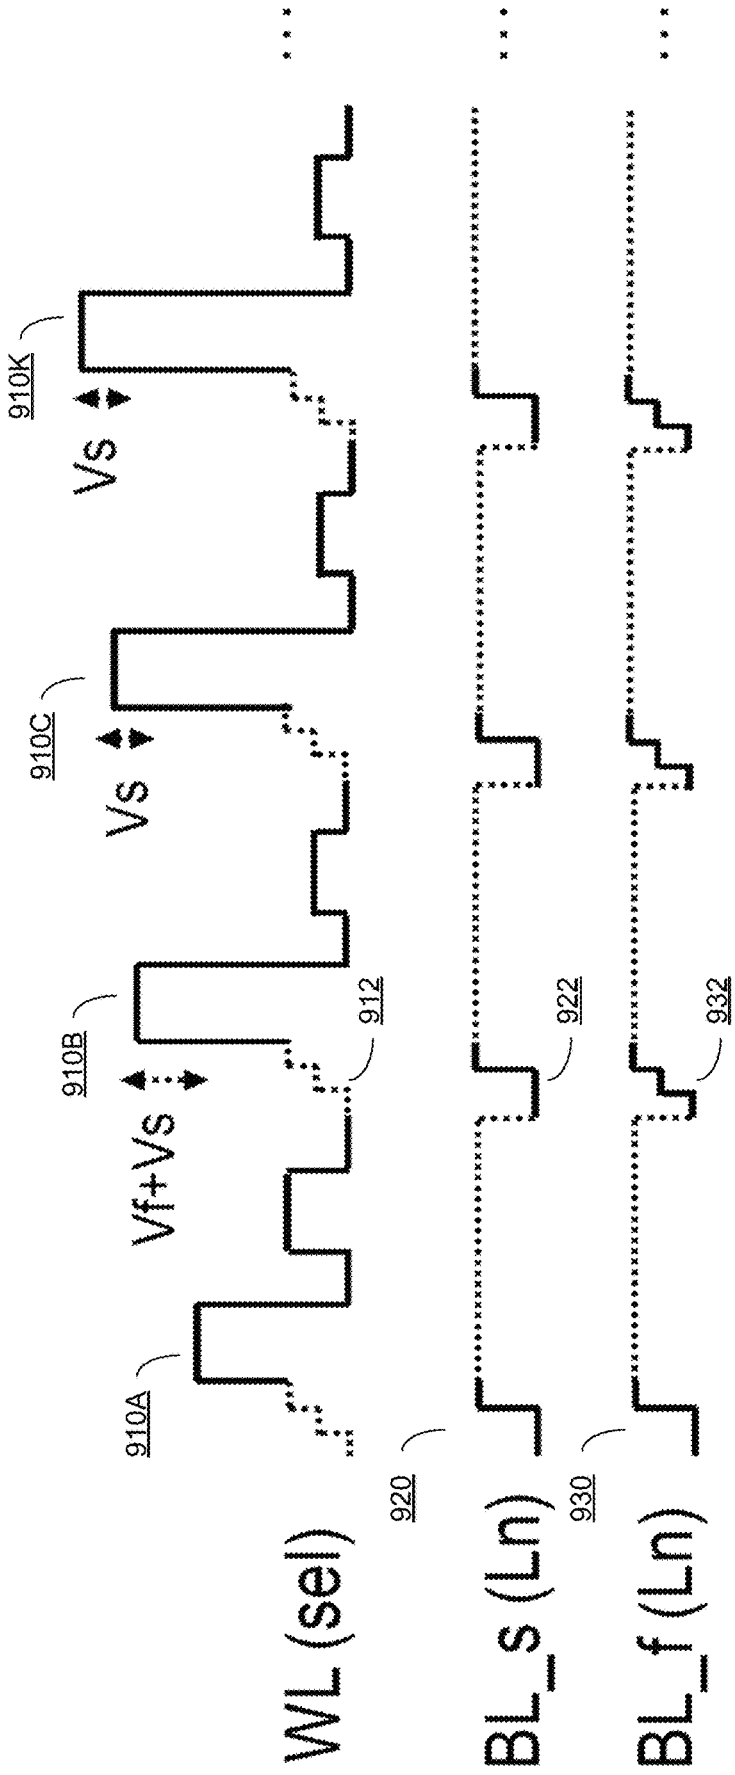 910A
910B
910C
910K
Vf+Vs
Vs
Vs
WL (sel)
912
920
BL_s (Ln)
922
930
BL_f (Ln)
932